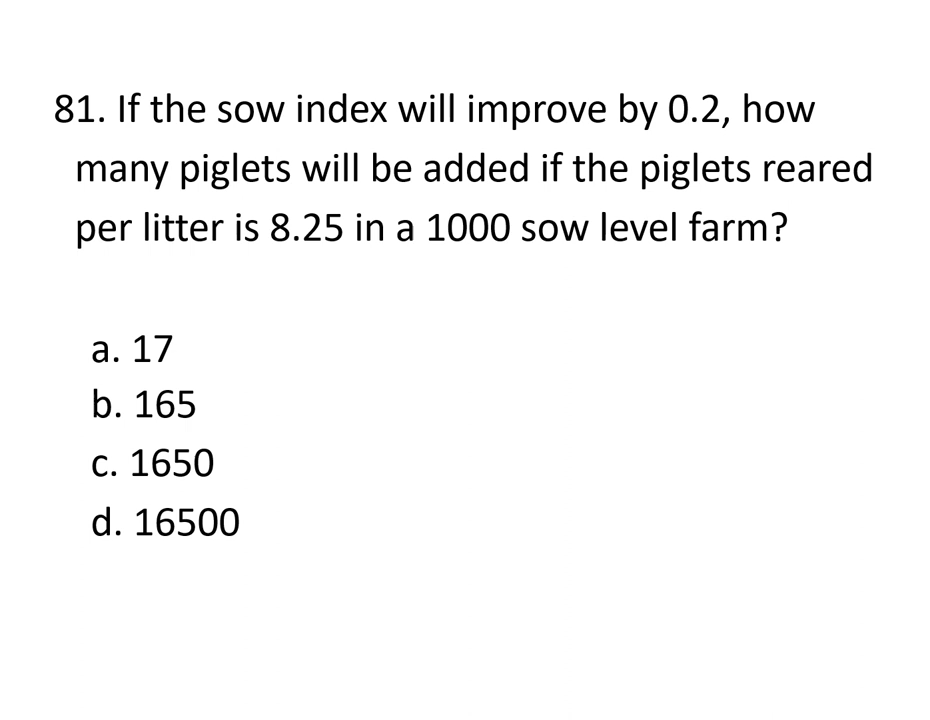 81. If the sow index will improve by 0.2, how
many piglets will be added if the piglets reared
per litter is 8.25 in a 1000 sow level farm?
a. 17
b. 165
c. 1650
d. 16500